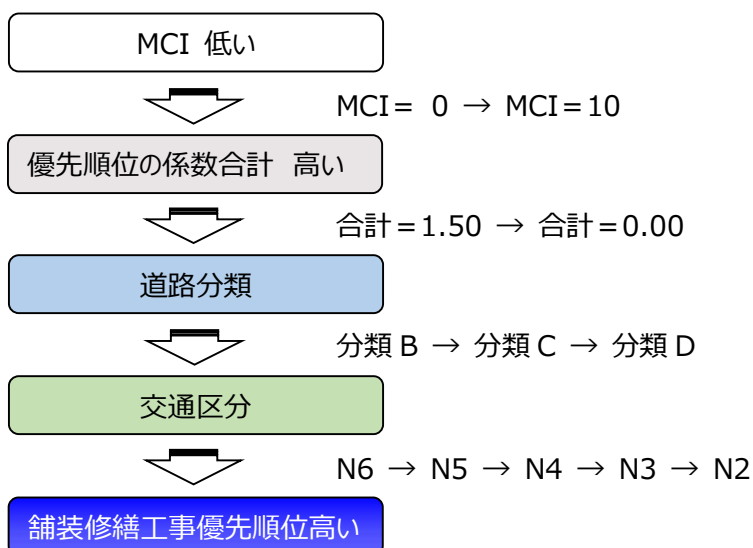 MCI 低い
MCI= 0 → MCI=10
優先順位の係数合計 高い
合計=1.50 → 合計=0.00
道路分類
分類 B → 分類 C → 分類 D
交通区分
N6 → N5 → N4 → N3 → N2
舗装修繕工事優先順位高い